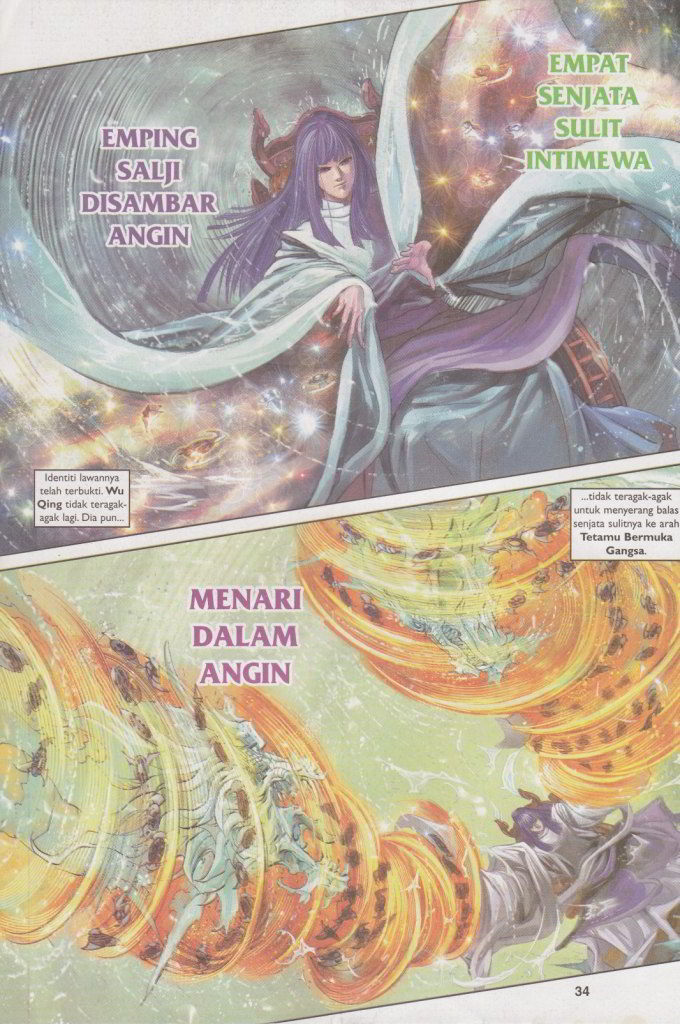 EMPAT
SENJATA
SULIT
INTIMEWA
EMPING
SALJI
DISAMBAR
ANGIN
Identiti lawannya
telah terbukti. Wu
Qing tidak teragak-
agak lagi. Dia pun...
...tidak teragak-agak
untuk menyerang balas
senjata sulitnya ke arah
Tetamu Bermuka
Gangsa.
MENARI
DALAM
ANGIN
34